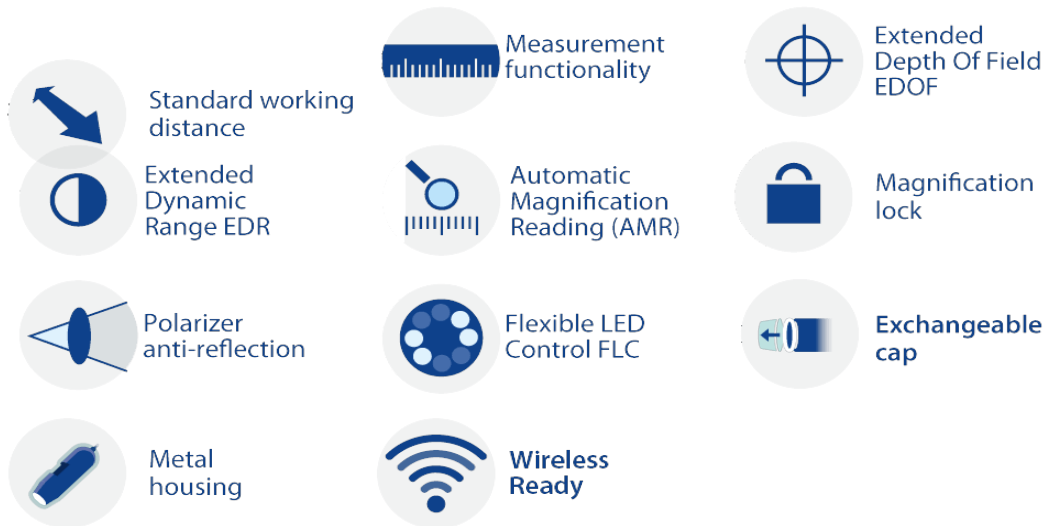 Measurement
functionality
Extended
Depth Of Field
EDOF
Standard working
distance
Extended
Dynamic
Range EDR
Automatic
Magnification
Reading (AMR)
Magnification
lock
Polarizer
anti-reflection
Flexible LED
Control FLC
Exchangeable
cap
Metal
housing
Wireless
Ready